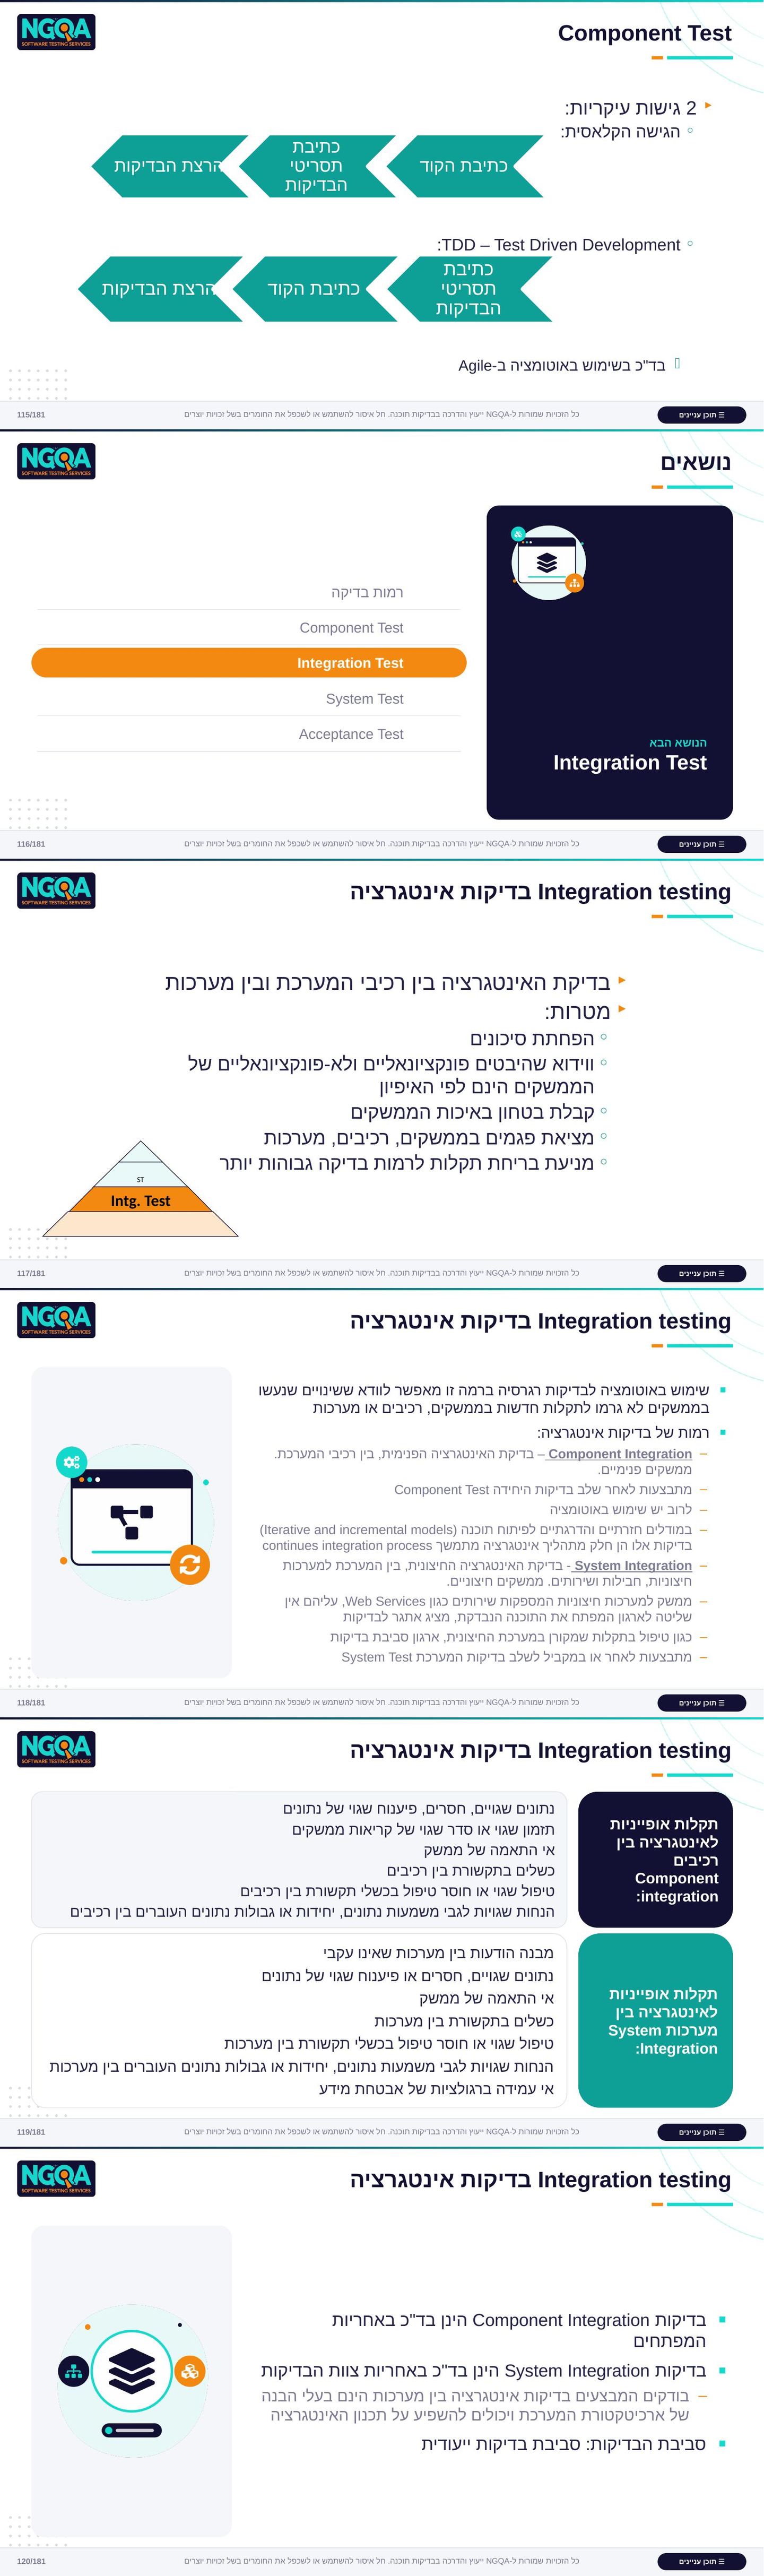 NGQA
SOFTWARE TESTING SERVICES
Component Test
2 גישות עיקריות:
הגישה הקלאסית:
כתיבת הקוד
כתיבת
תסריטי
הבדיקות
הרצת הבדיקות
TDD – Test Driven Development:
כתיבת
תסריטי
הבדיקות
כתיבת הקוד
הרצת הבדיקות
בד"כ בשימוש באוטומציה ב-Agile
☰ תוכן עניינים
כל הזכויות שמורות ל-NGQA ייעוץ והדרכה בבדיקות תוכנה. חל איסור להשתמש או לשכפל את החומרים בשל זכויות יוצרים
115/181
NGQA
SOFTWARE TESTING SERVICES
נושאים
הנושא הבא
Integration Test
רמות בדיקה
Component Test
Integration Test
System Test
Acceptance Test
☰ תוכן עניינים
כל הזכויות שמורות ל-NGQA ייעוץ והדרכה בבדיקות תוכנה. חל איסור להשתמש או לשכפל את החומרים בשל זכויות יוצרים
116/181
NGQA
SOFTWARE TESTING SERVICES
Integration testing בדיקות אינטגרציה
בדיקת האינטגרציה בין רכיבי המערכת ובין מערכות
מטרות:
הפחתת סיכונים
ווידוא שהיבטים פונקציונאליים ולא-פונקציונאליים של
הממשקים הינם לפי האיפיון
קבלת בטחון באיכות הממשקים
מציאת פגמים בממשקים, רכיבים, מערכות
מניעת בריחת תקלות לרמות בדיקה גבוהות יותר
ST
Intg. Test
☰ תוכן עניינים
כל הזכויות שמורות ל-NGQA ייעוץ והדרכה בבדיקות תוכנה. חל איסור להשתמש או לשכפל את החומרים בשל זכויות יוצרים
117/181
NGQA
SOFTWARE TESTING SERVICES
Integration testing בדיקות אינטגרציה
שימוש באוטומציה לבדיקות רגרסיה ברמה זו מאפשר לוודא ששינויים שנעשו
בממשקים לא גרמו לתקלות חדשות בממשקים, רכיבים או מערכות
רמות של בדיקות אינטגרציה:
Component Integration – בדיקת האינטגרציה הפנימית, בין רכיבי המערכת.
ממשקים פנימיים.
מתבצעות לאחר שלב בדיקות היחידה Component Test
לרוב יש שימוש באוטומציה
במודלים חזרתיים והדרגתיים לפיתוח תוכנה (Iterative and incremental models)
בדיקות אלו הן חלק מתהליך אינטגרציה מתמשך continues integration process
System Integration - בדיקת האינטגרציה החיצונית, בין המערכת למערכות
חיצוניות, חבילות ושירותים. ממשקים חיצוניים.
ממשק למערכות חיצוניות המספקות שירותים כגון Web Services, עליהם אין
שליטה לארגון המפתח את התוכנה הנבדקת, מציג אתגר לבדיקות
כגון טיפול בתקלות שמקורן במערכת החיצונית, ארגון סביבת בדיקות
מתבצעות לאחר או במקביל לשלב בדיקות המערכת System Test
☰ תוכן עניינים
כל הזכויות שמורות ל-NGQA ייעוץ והדרכה בבדיקות תוכנה. חל איסור להשתמש או לשכפל את החומרים בשל זכויות יוצרים
118/181
NGQA
SOFTWARE TESTING SERVICES
Integration testing בדיקות אינטגרציה
תקלות אופייניות
לאינטגרציה בין
רכיבים
Component
integration:
נתונים שגויים, חסרים, פיענוח שגוי של נתונים
תזמון שגוי או סדר שגוי של קריאות ממשקים
אי התאמה של ממשק
כשלים בתקשורת בין רכיבים
טיפול שגוי או חוסר טיפול בכשלי תקשורת בין רכיבים
הנחות שגויות לגבי משמעות נתונים, יחידות או גבולות נתונים העוברים בין רכיבים
תקלות אופייניות
לאינטגרציה בין
מערכות System
Integration:
מבנה הודעות בין מערכות שאינו עקבי
נתונים שגויים, חסרים או פיענוח שגוי של נתונים
אי התאמה של ממשק
כשלים בתקשורת בין מערכות
טיפול שגוי או חוסר טיפול בכשלי תקשורת בין מערכות
הנחות שגויות לגבי משמעות נתונים, יחידות או גבולות נתונים העוברים בין מערכות
אי עמידה ברגולציות של אבטחת מידע
☰ תוכן עניינים
כל הזכויות שמורות ל-NGQA ייעוץ והדרכה בבדיקות תוכנה. חל איסור להשתמש או לשכפל את החומרים בשל זכויות יוצרים
119/181
NGQA
SOFTWARE TESTING SERVICES
Integration testing בדיקות אינטגרציה
בדיקות Component Integration הינן בד"כ באחריות
המפתחים
בדיקות System Integration הינן בד"כ באחריות צוות הבדיקות
בודקים המבצעים בדיקות אינטגרציה בין מערכות הינם בעלי הבנה
של ארכיטקטורת המערכת ויכולים להשפיע על תכנון האינטגרציה
סביבת הבדיקות: סביבת בדיקות ייעודית
☰ תוכן עניינים
כל הזכויות שמורות ל-NGQA ייעוץ והדרכה בבדיקות תוכנה. חל איסור להשתמש או לשכפל את החומרים בשל זכויות יוצרים
120/181